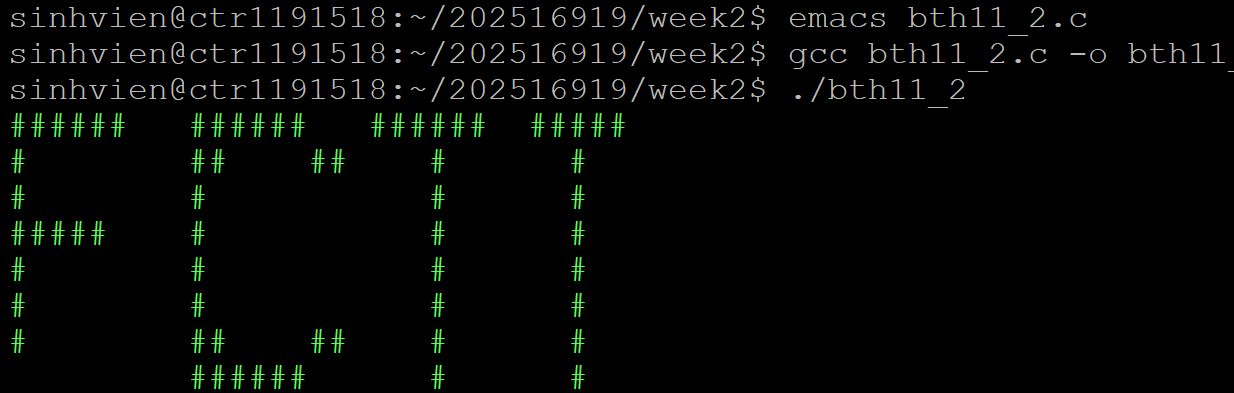 sinhvien@ctr1191518:~/202516919/week2$ emacs bth11_2.c
sinhvien@ctr1191518:~/202516919/week2$ gcc bth11_2.c -o bth11_
sinhvien@ctr1191518:~/202516919/week2$ ./bth11_2
######   ######   ######  #####
#        ##    ##    #      #
#        #           #      #
#####    #           #      #
#        #           #      #
#        #           #      #
#        ##    ##    #      #
         ######      #      #